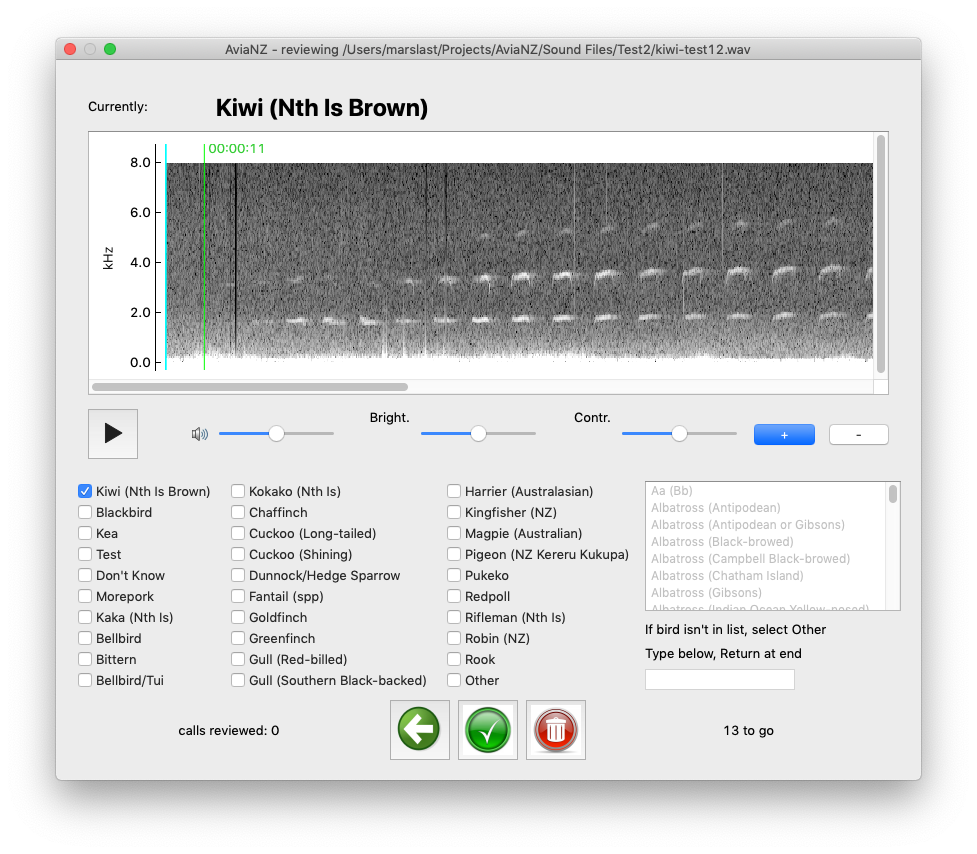 AviaNZ - reviewing /Users/marslast/Projects/AviaNZ/Sound Files/Test2/kiwi-test12.wav
Currently:
Kiwi (Nth Is Brown)
00:00:11
8.0
6.0
4.0
2.0
0.0
kHz
Bright.
Contr.
+
-
Kiwi (Nth Is Brown)
Blackbird
Kea
Test
Don't Know
Morepork
Kaka (Nth Is)
Bellbird
Bittern
Bellbird/Tui
Kokako (Nth Is)
Chaffinch
Cuckoo (Long-tailed)
Cuckoo (Shining)
Dunnock/Hedge Sparrow
Fantail (spp)
Goldfinch
Greenfinch
Gull (Red-billed)
Gull (Southern Black-backed)
Harrier (Australasian)
Kingfisher (NZ)
Magpie (Australian)
Pigeon (NZ Kereru Kukupa)
Pukeko
Redpoll
Rifleman (Nth Is)
Robin (NZ)
Rook
Other
Aa (Bb)
Albatross (Antipodean)
Albatross (Antipodean or Gibsons)
Albatross (Black-browed)
Albatross (Campbell Black-browed)
Albatross (Chatham Island)
Albatross (Gibsons)
Albatross (Indian Ocean Yellow-nosed)
If bird isn't in list, select Other
Type below, Return at end
calls reviewed: 0
13 to go